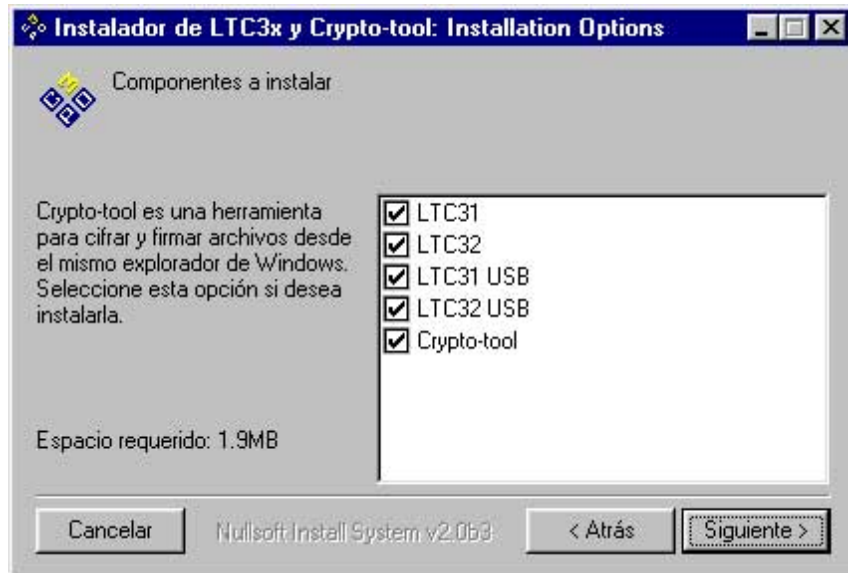 Instalador de LTC3x y Crypto-tool: Installation Options
Componentes a instalar
Crypto-tool es una herramienta
para cifrar y firmar archivos desde
el mismo explorador de Windows.
Seleccione esta opción si desea
instalarla.
LTC31
LTC32
LTC31 USB
LTC32 USB
Crypto-tool
Espacio requerido: 1.9MB
Cancelar
Nullsoft Install System v2.0b3
< Atrás
Siguiente >